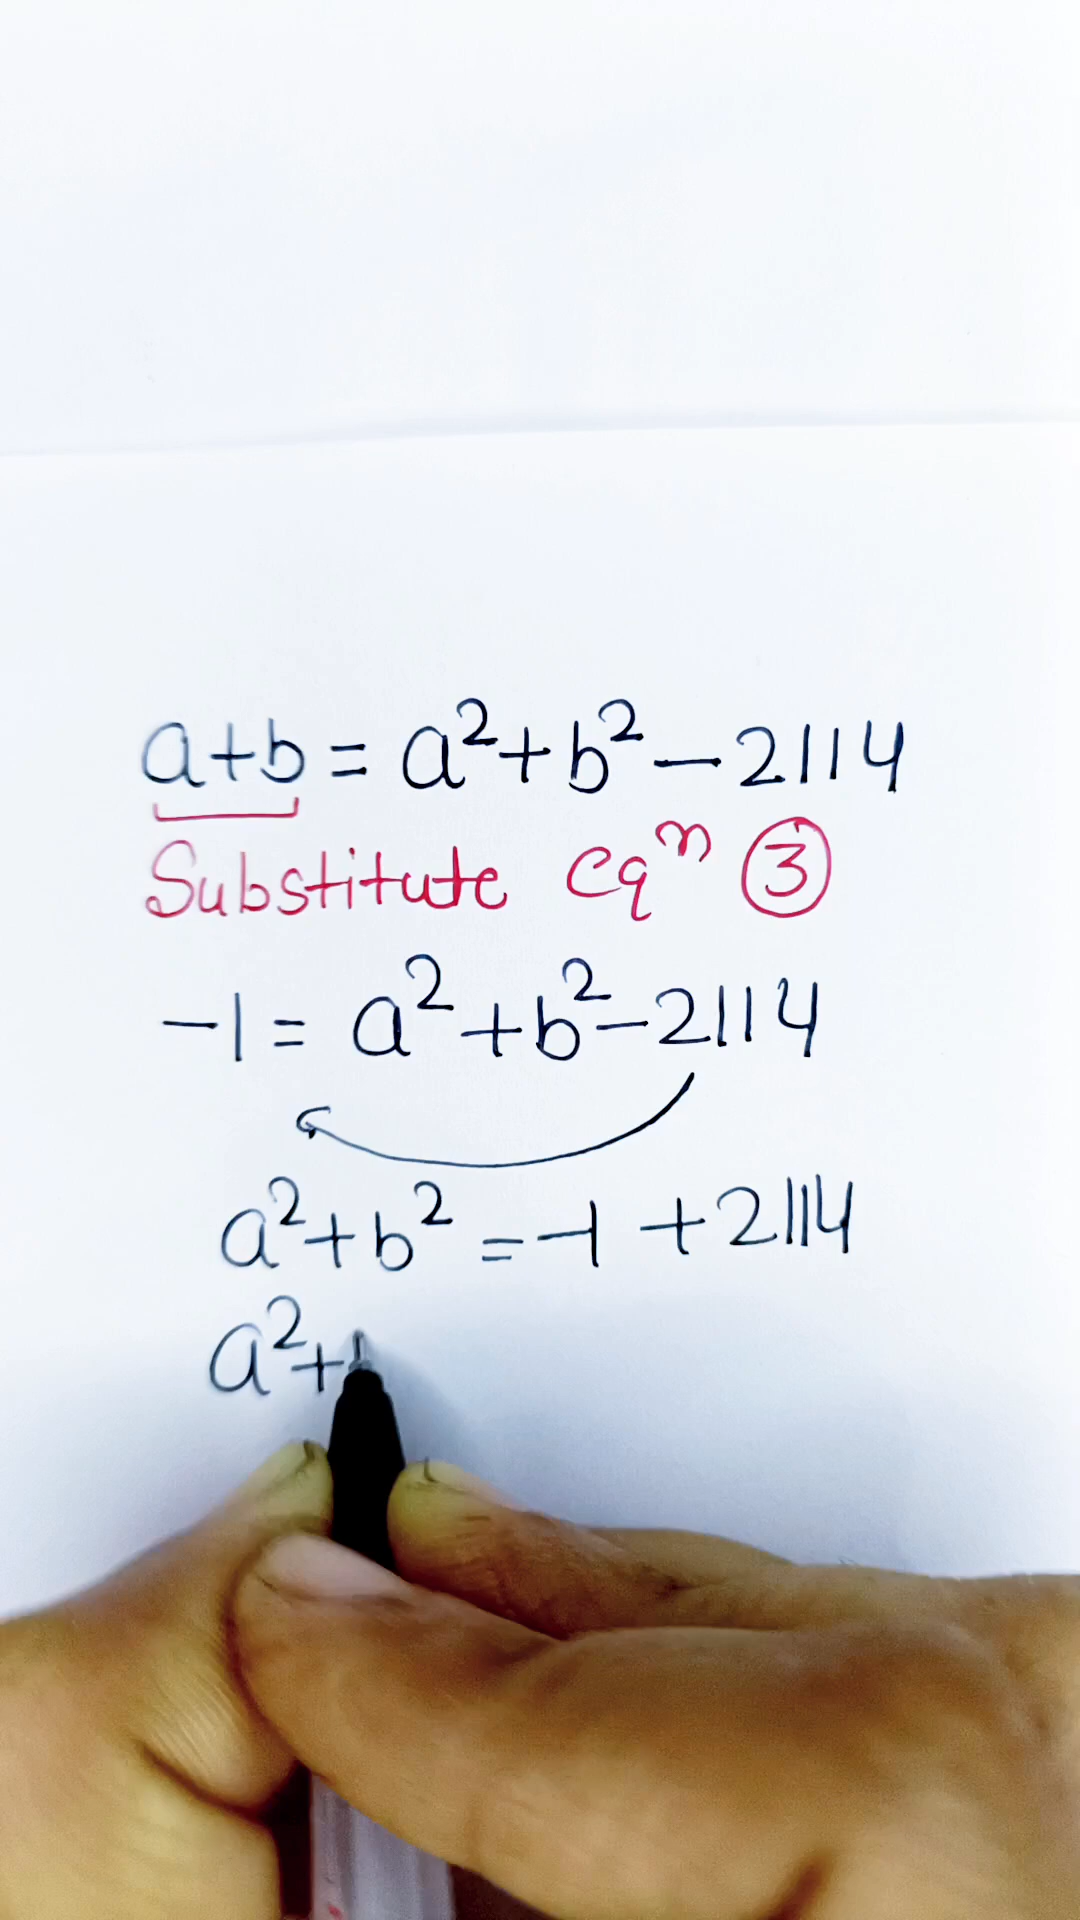 a+b = a²+b²-2114
Substitute eqⁿ ③
-1 = a²+b²-2114
a²+b² = -1 +2114
a²+